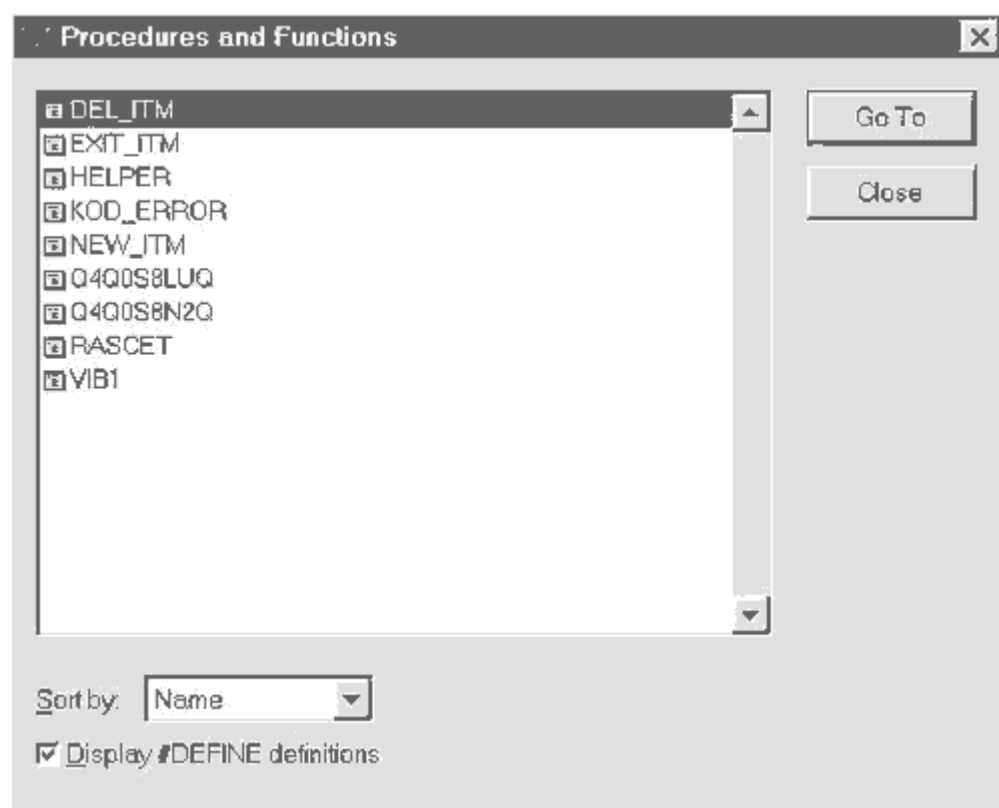 Procedures and Functions
DEL_ITM
EXIT_ITM
HELPER
KOD_ERROR
NEW_ITM
Q4Q0S8LUQ
Q4Q0S8N2Q
RASCET
VIB1
Go To
Close
Sort by: Name
Display #DEFINE definitions